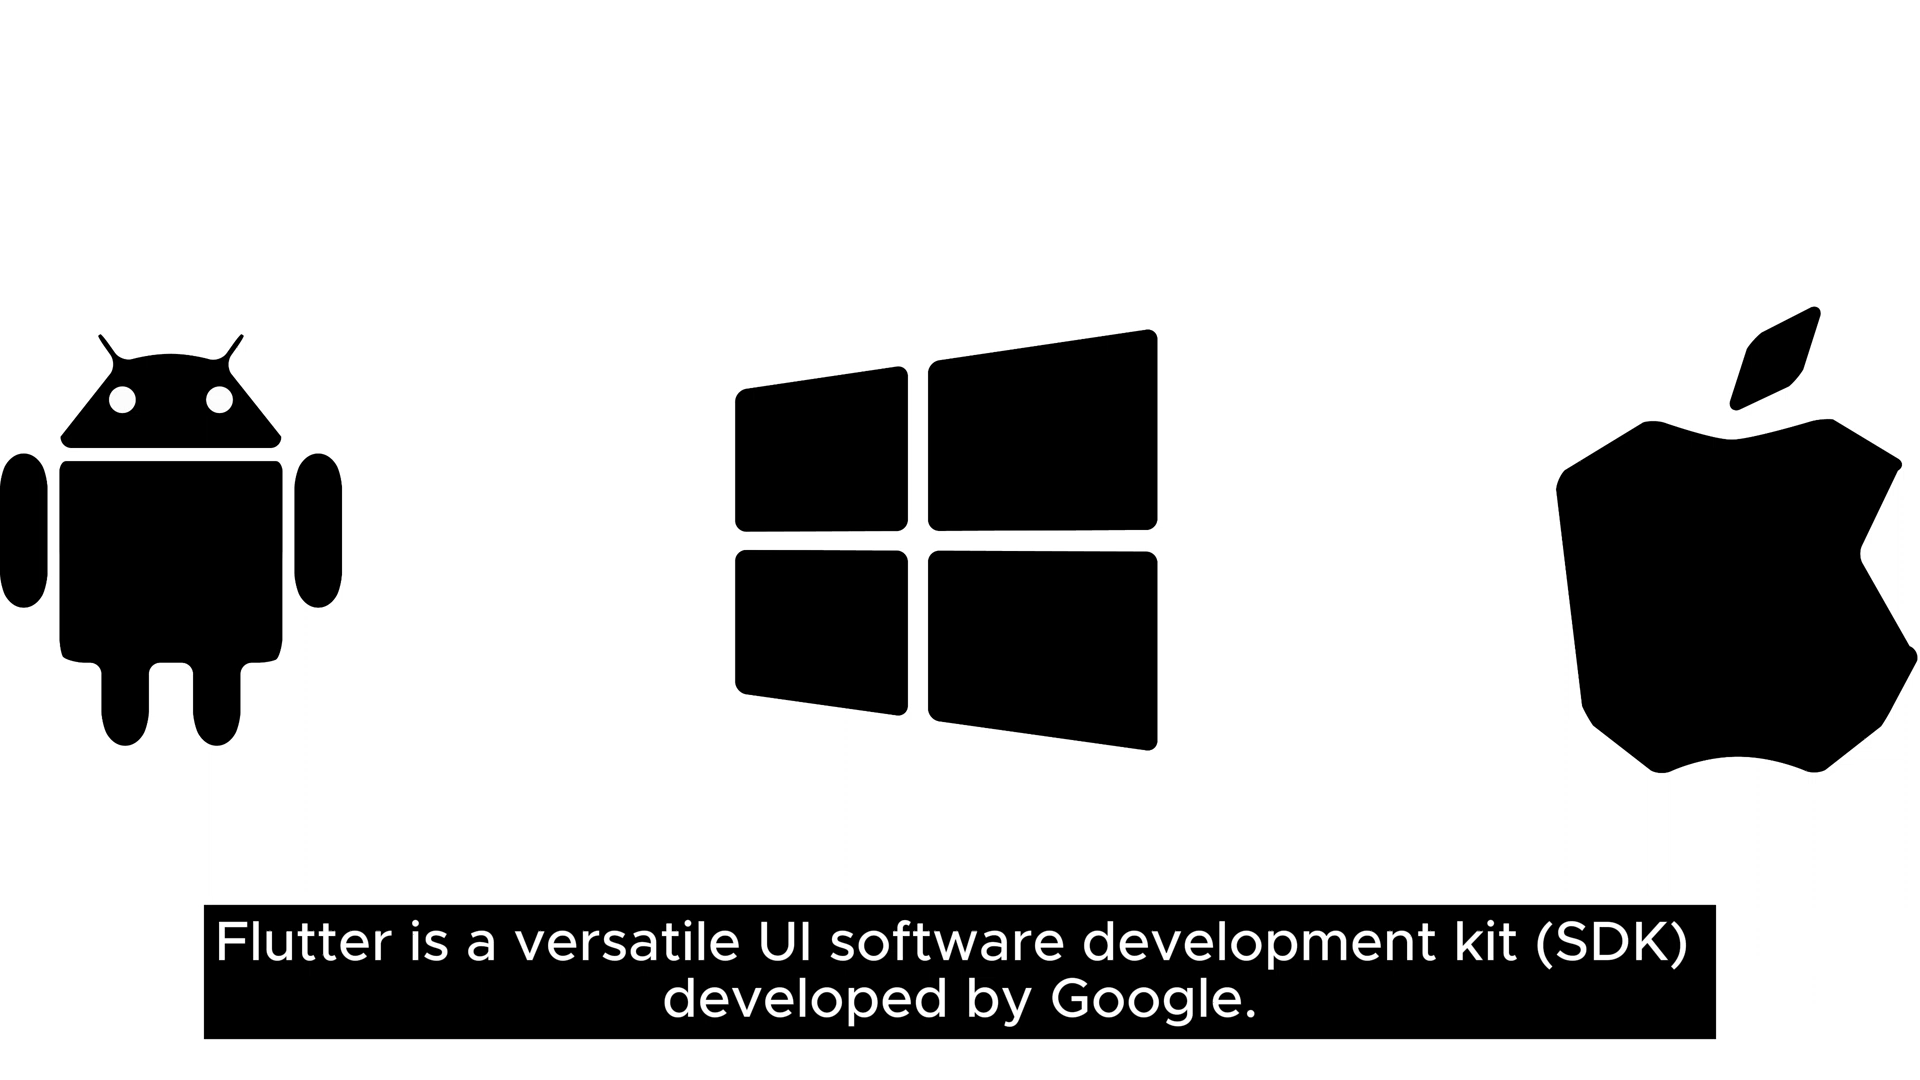 Flutter is a versatile UI software development kit (SDK)
developed by Google.